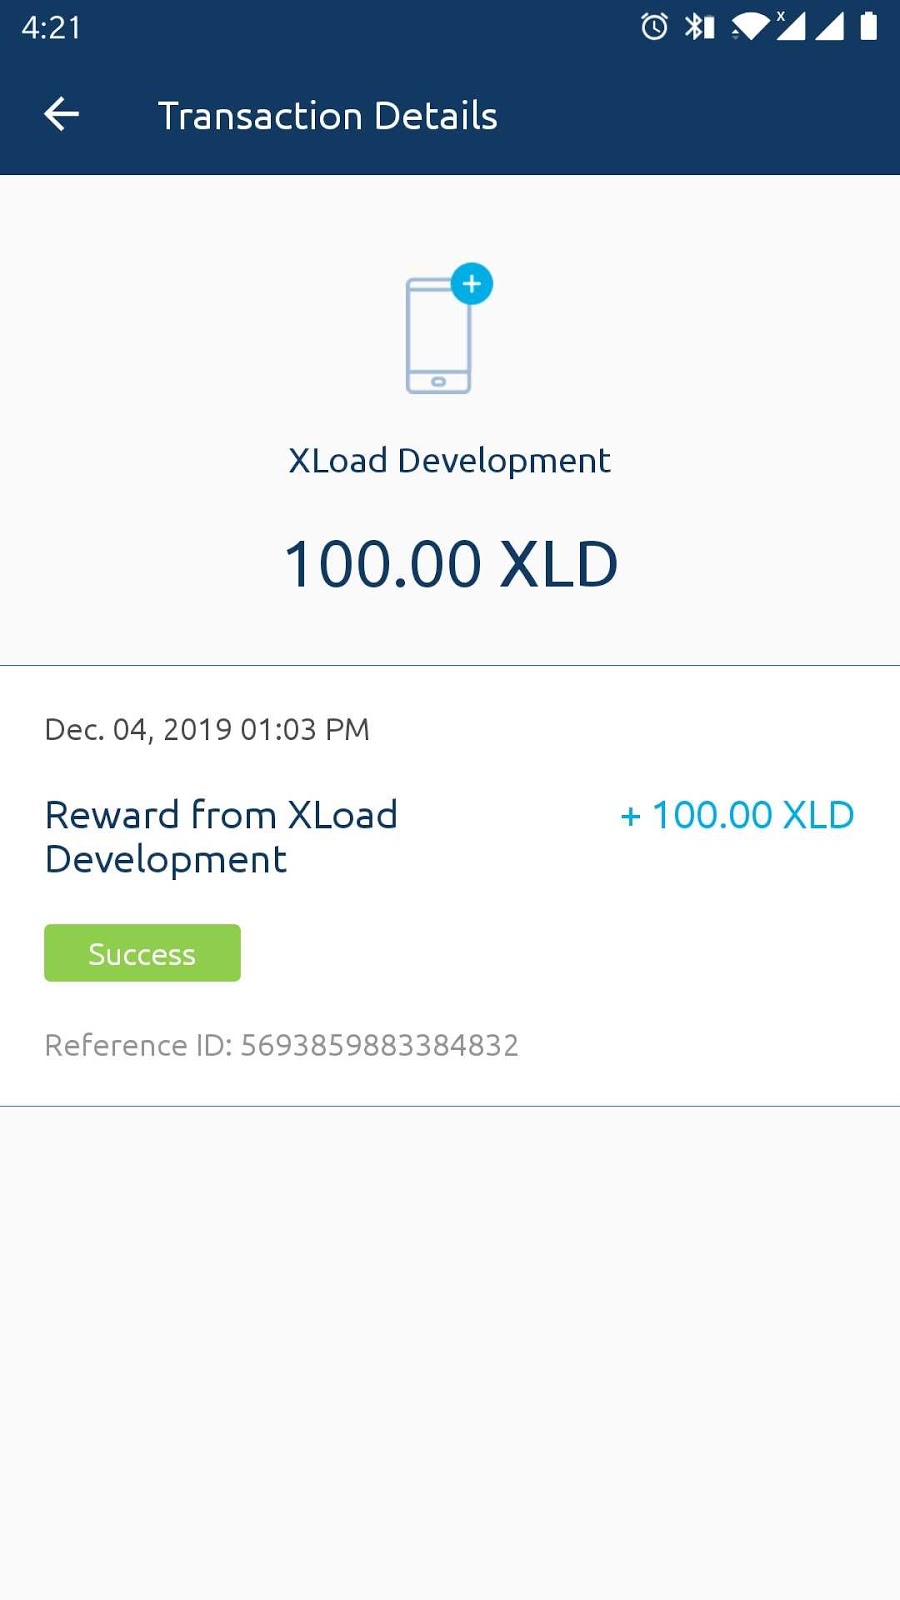 4:21
Transaction Details
XLoad Development
100.00 XLD
Dec. 04, 2019 01:03 PM
Reward from XLoad
Development
+ 100.00 XLD
Success
Reference ID: 5693859883384832